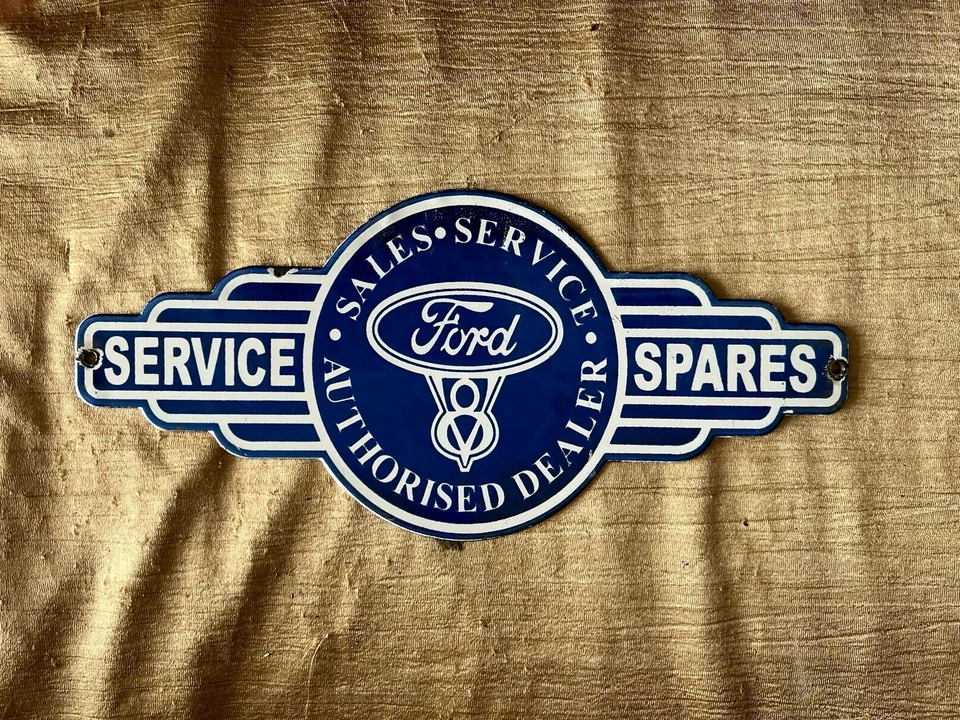 SALES • SERVICE
SERVICE
Ford
V8
SPARES
• AUTHORISED DEALER •